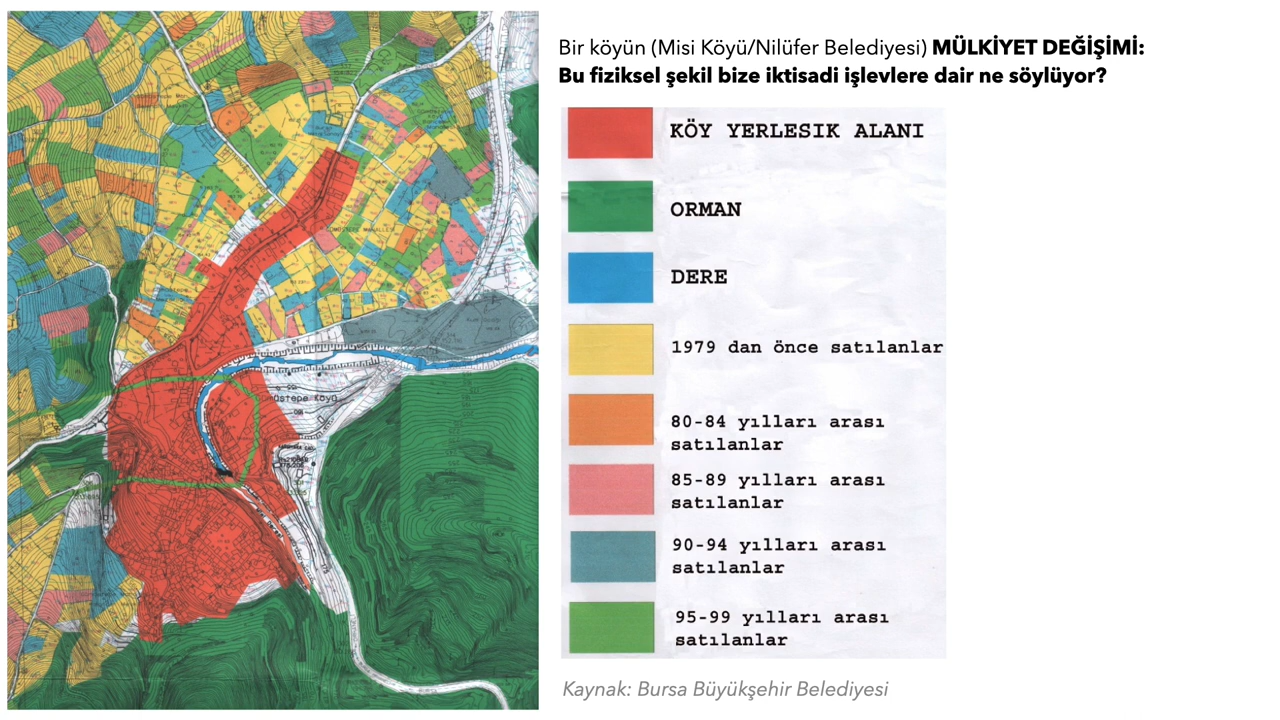 Bir köyün (Misi Köyü/Nilüfer Belediyesi) MÜLKİYET DEĞİŞİMİ:
Bu fiziksel şekil bize iktisadi işlevlere dair ne söylüyor?
KÖY YERLESIK ALANI
ORMAN
DERE
1979 dan önce satılanlar
80-84 yılları arası
satılanlar
85-89 yılları arası
satılanlar
90-94 yılları arası
satılanlar
95-99 yılları arası
satılanlar
Kaynak: Bursa Büyükşehir Belediyesi